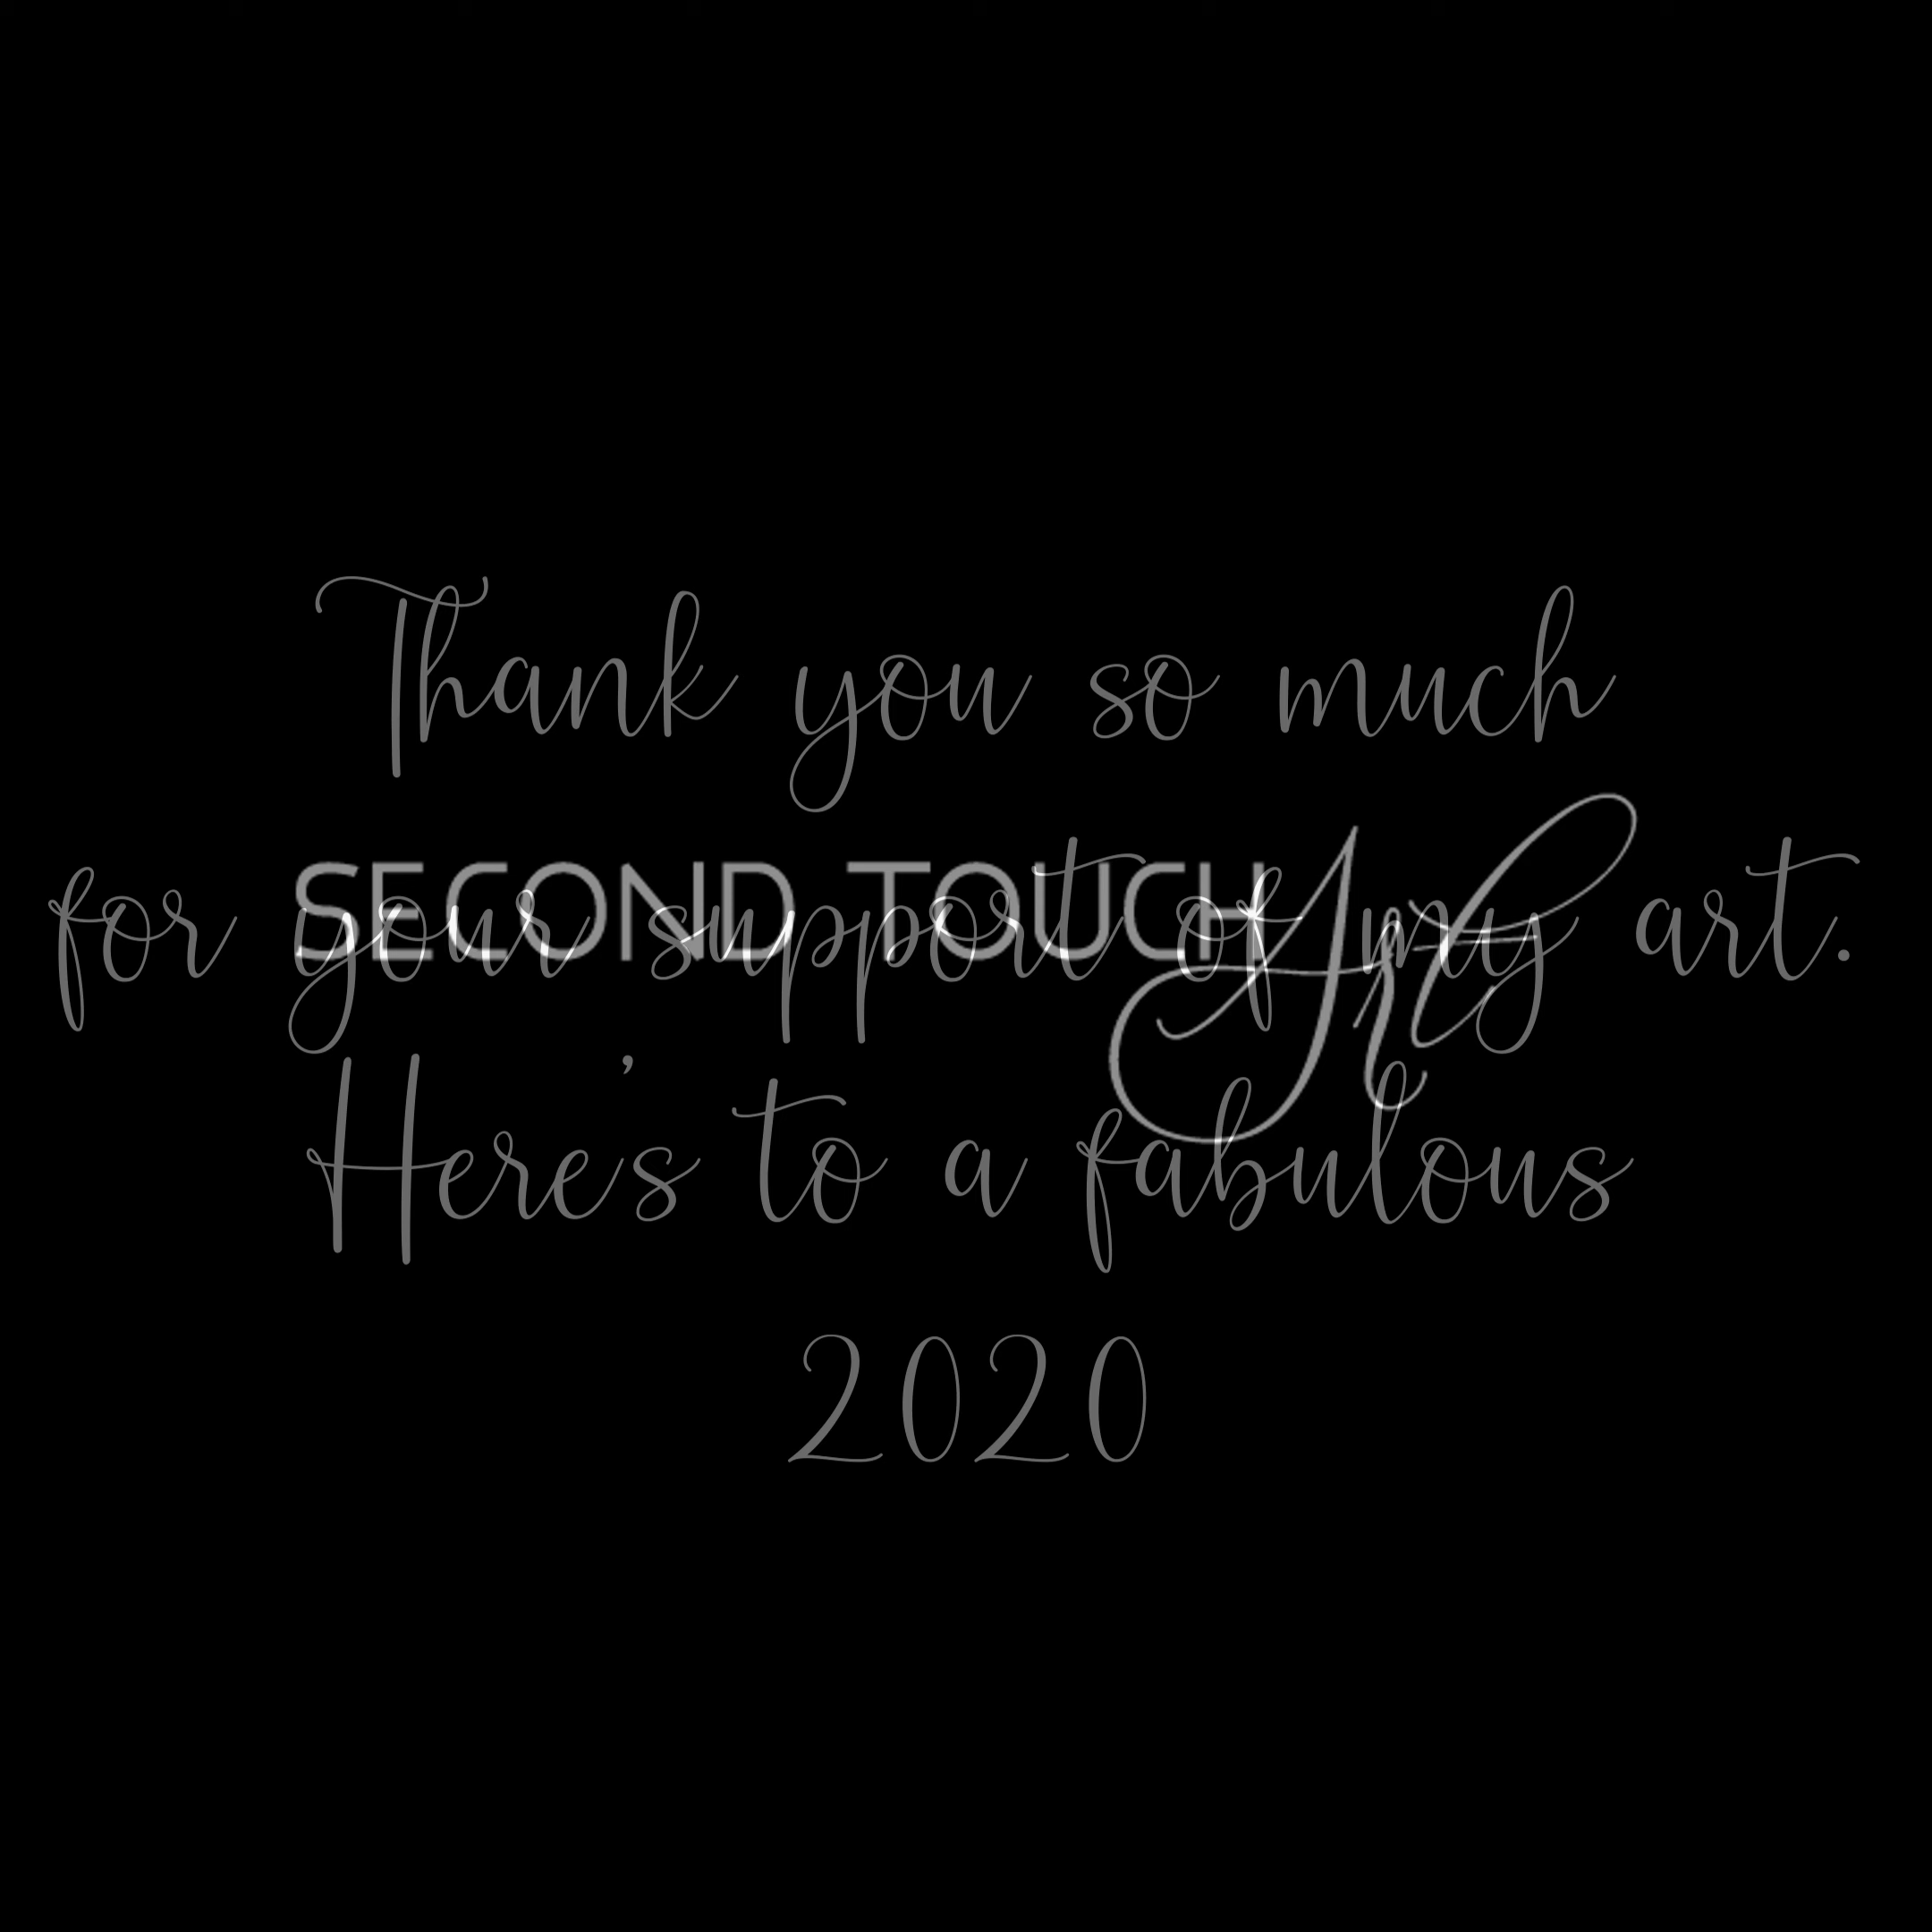 Thank you so much
for your support of my art.
SECOND TOUCH Art
Here's to a fabulous
2020